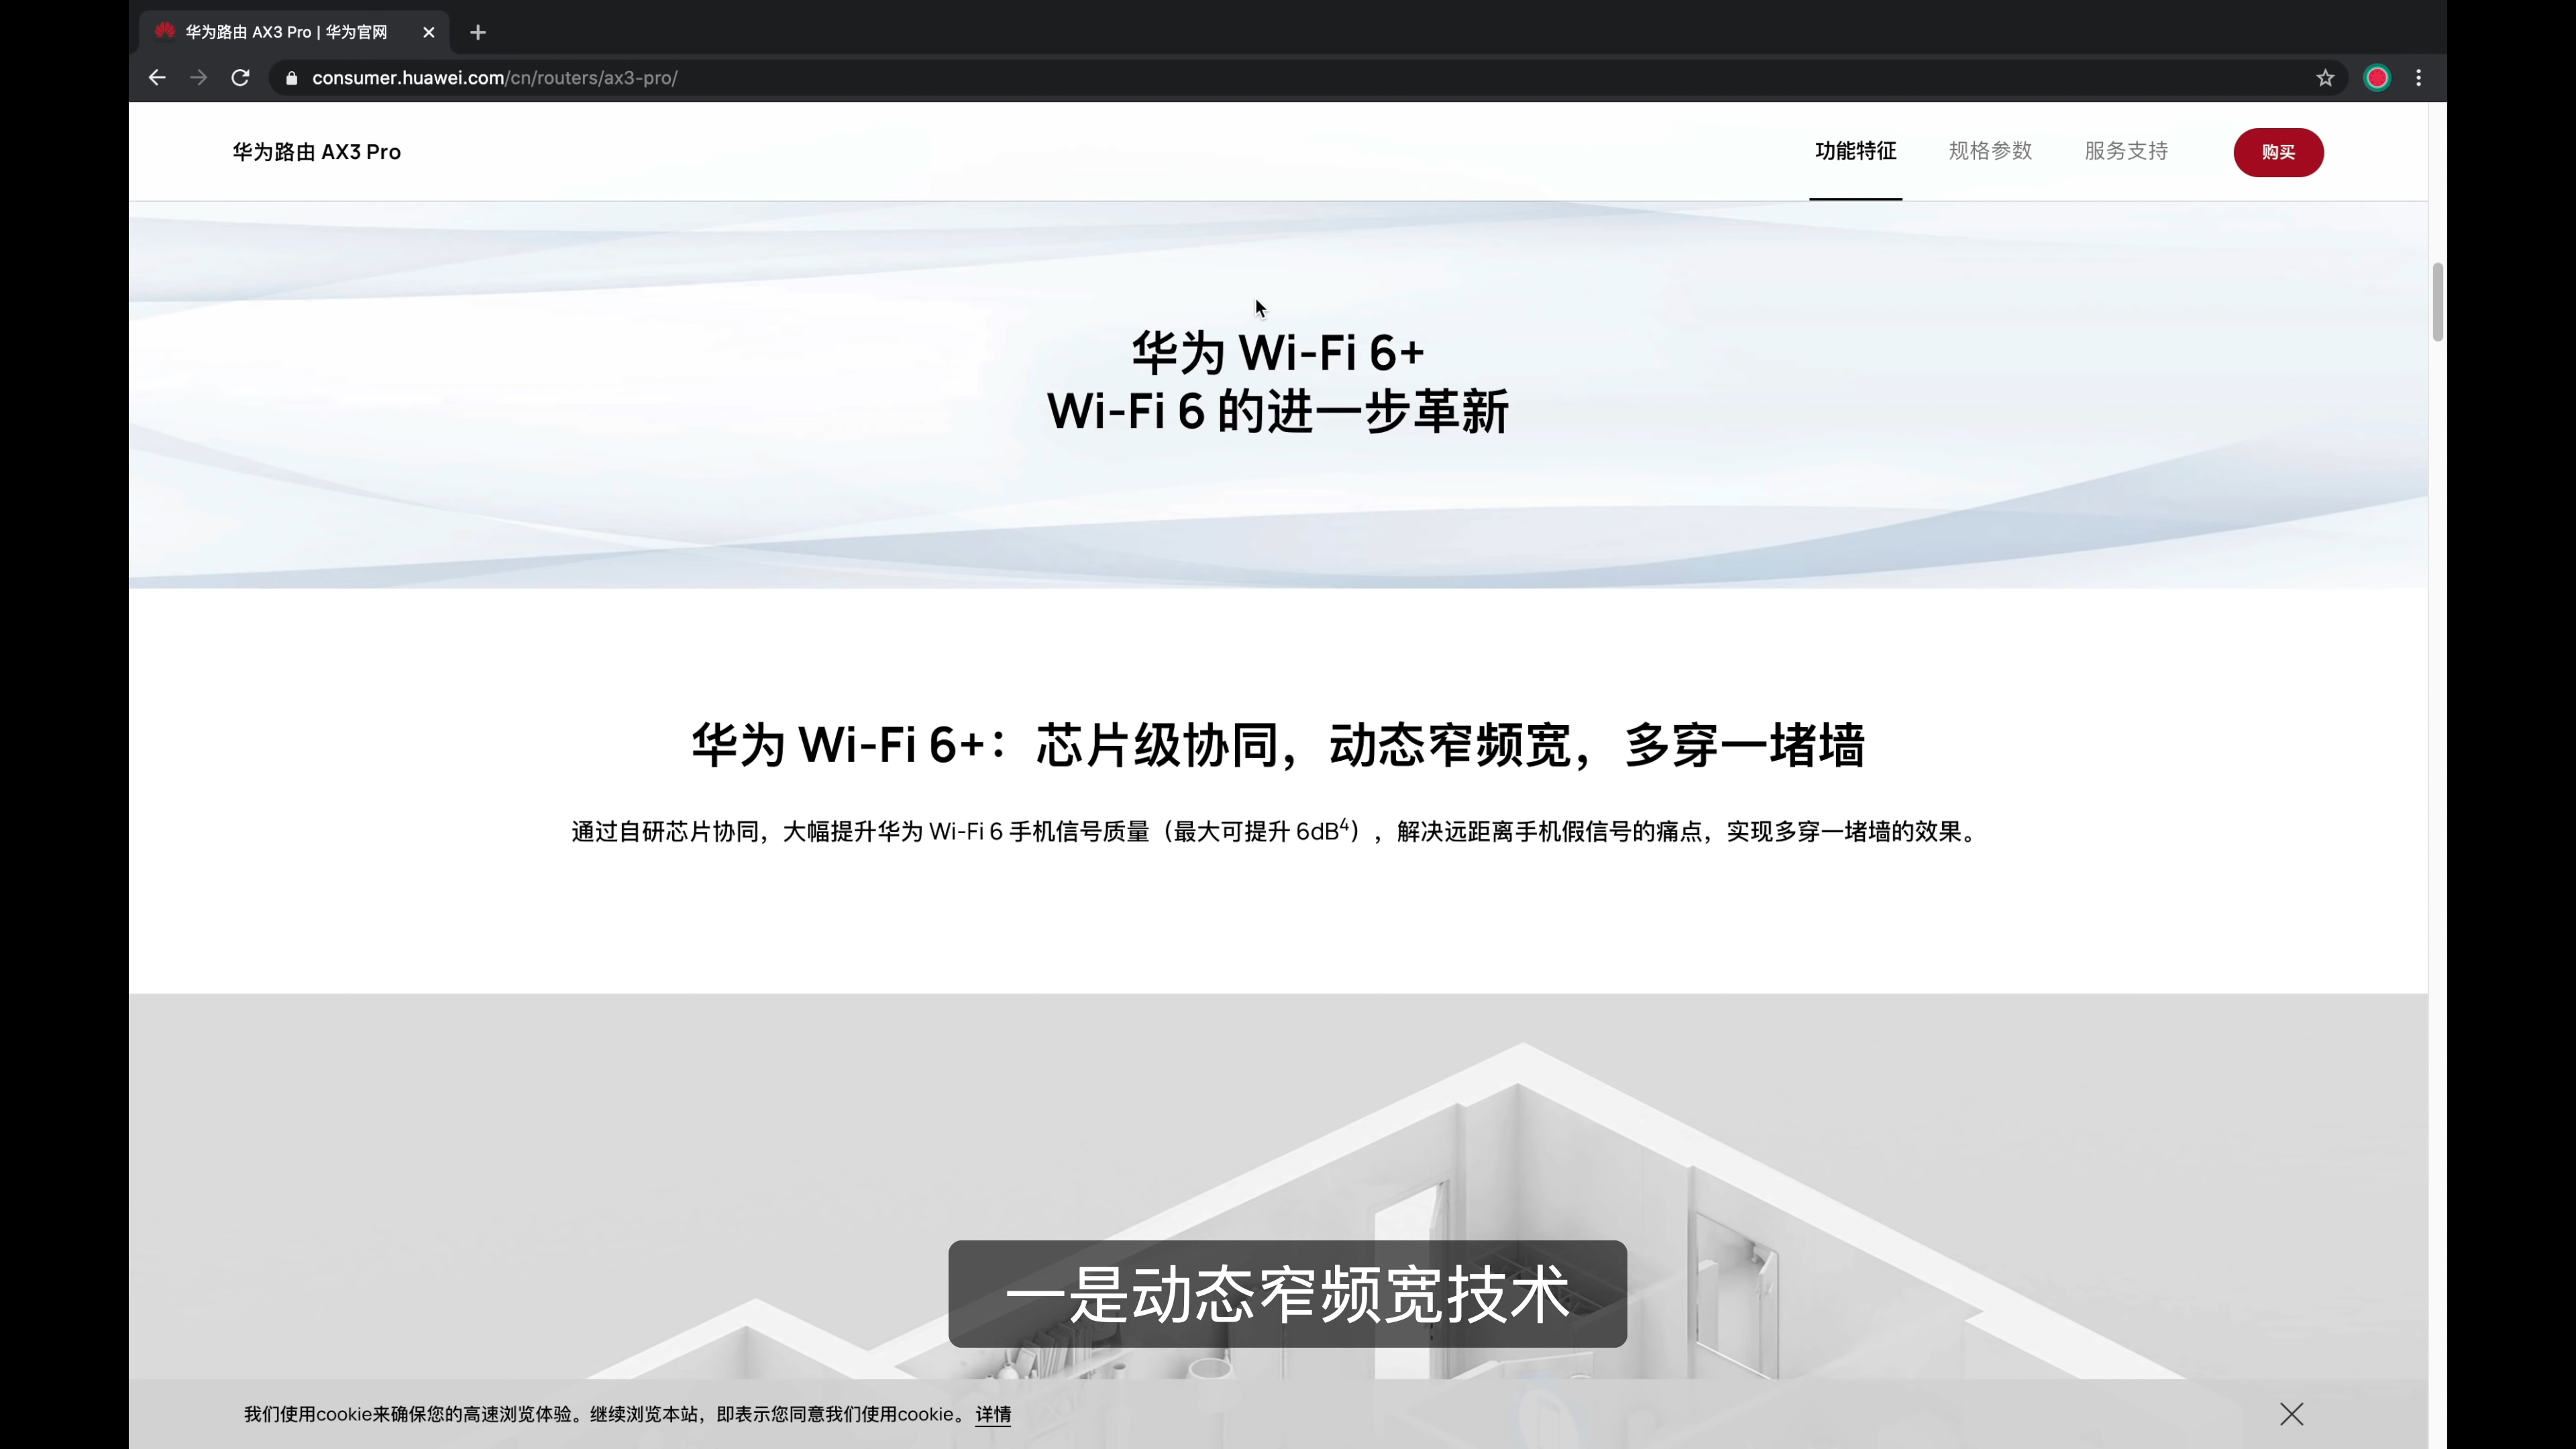 华为路由 AX3 Pro | 华为官网
consumer.huawei.com/cn/routers/ax3-pro/
华为路由 AX3 Pro
功能特征
规格参数
服务支持
购买
华为 Wi-Fi 6+
Wi-Fi 6 的进一步革新
华为 Wi-Fi 6+：芯片级协同，动态窄频宽，多穿一堵墙
通过自研芯片协同，大幅提升华为 Wi-Fi 6 手机信号质量（最大可提升 6dB⁴），解决远距离手机假信号的痛点，实现多穿一堵墙的效果。
一是动态窄频宽技术
我们使用cookie来确保您的高速浏览体验。继续浏览本站，即表示您同意我们使用cookie。 详情